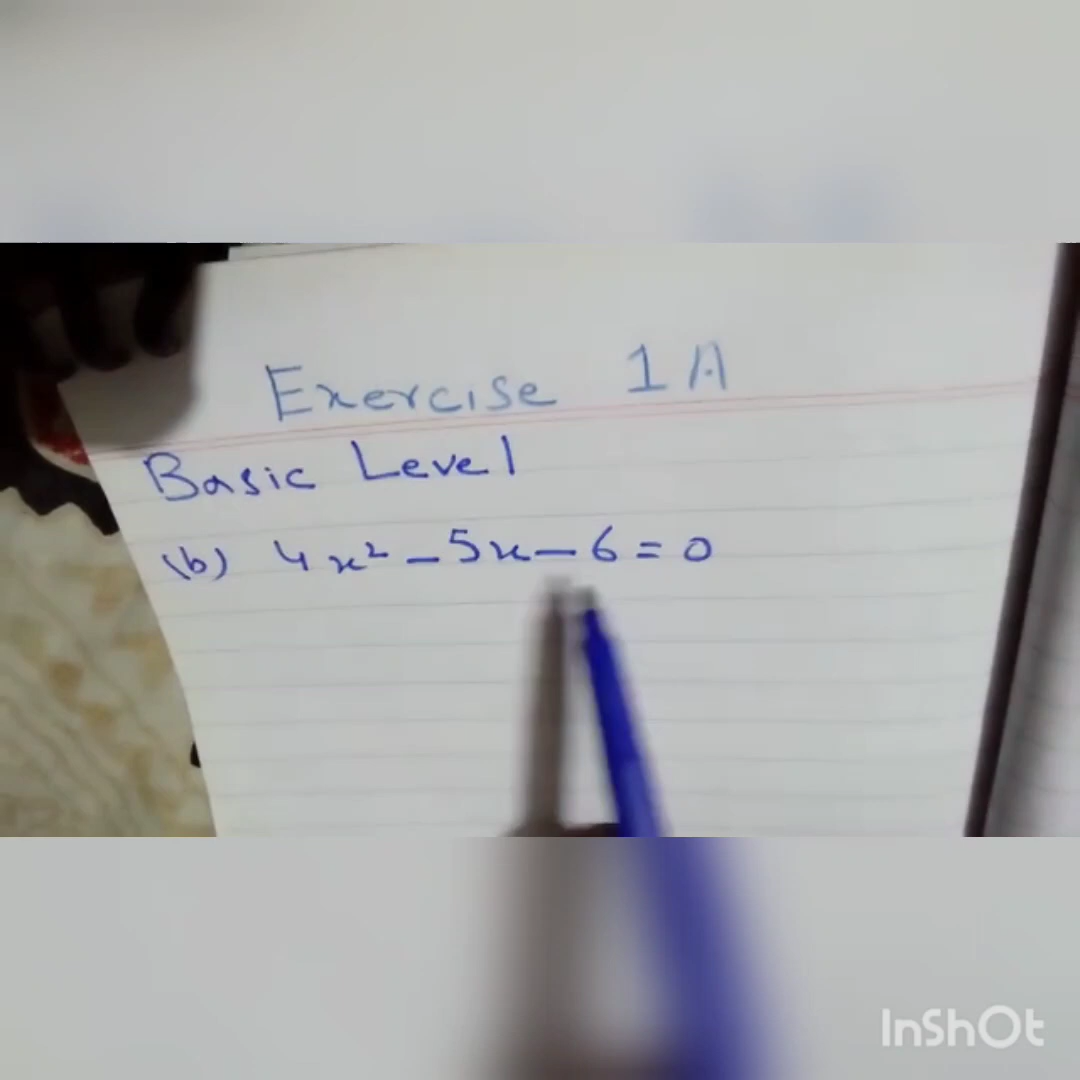 Exercise 1A
Basic Level
(b) 4x² - 5x - 6 = 0
InShOt